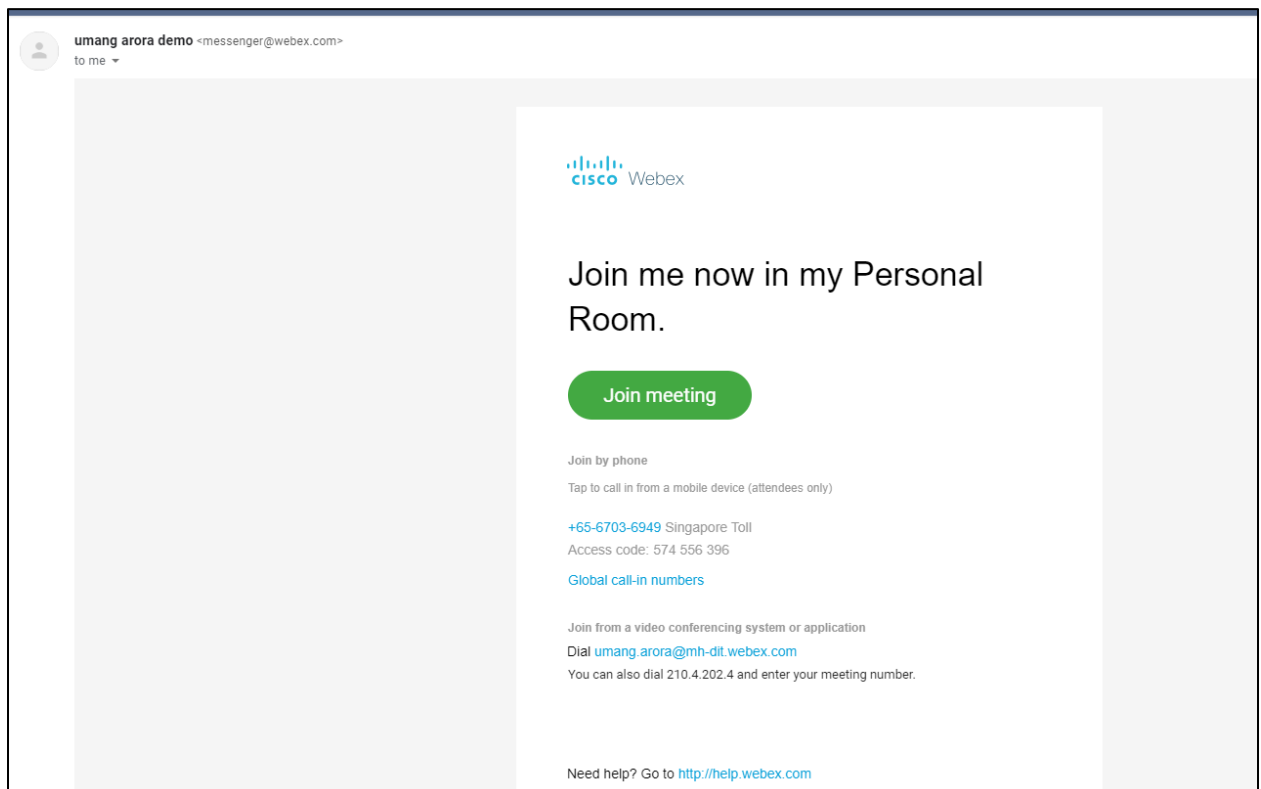 umang arora demo <messenger@webex.com>
to me
CISCO Webex
Join me now in my Personal
Room.
Join meeting
Join by phone
Tap to call in from a mobile device (attendees only)
+65-6703-6949 Singapore Toll
Access code: 574 556 396
Global call-in numbers
Join from a video conferencing system or application
Dial umang.arora@mh-dit.webex.com
You can also dial 210.4.202.4 and enter your meeting number.
Need help? Go to http://help.webex.com